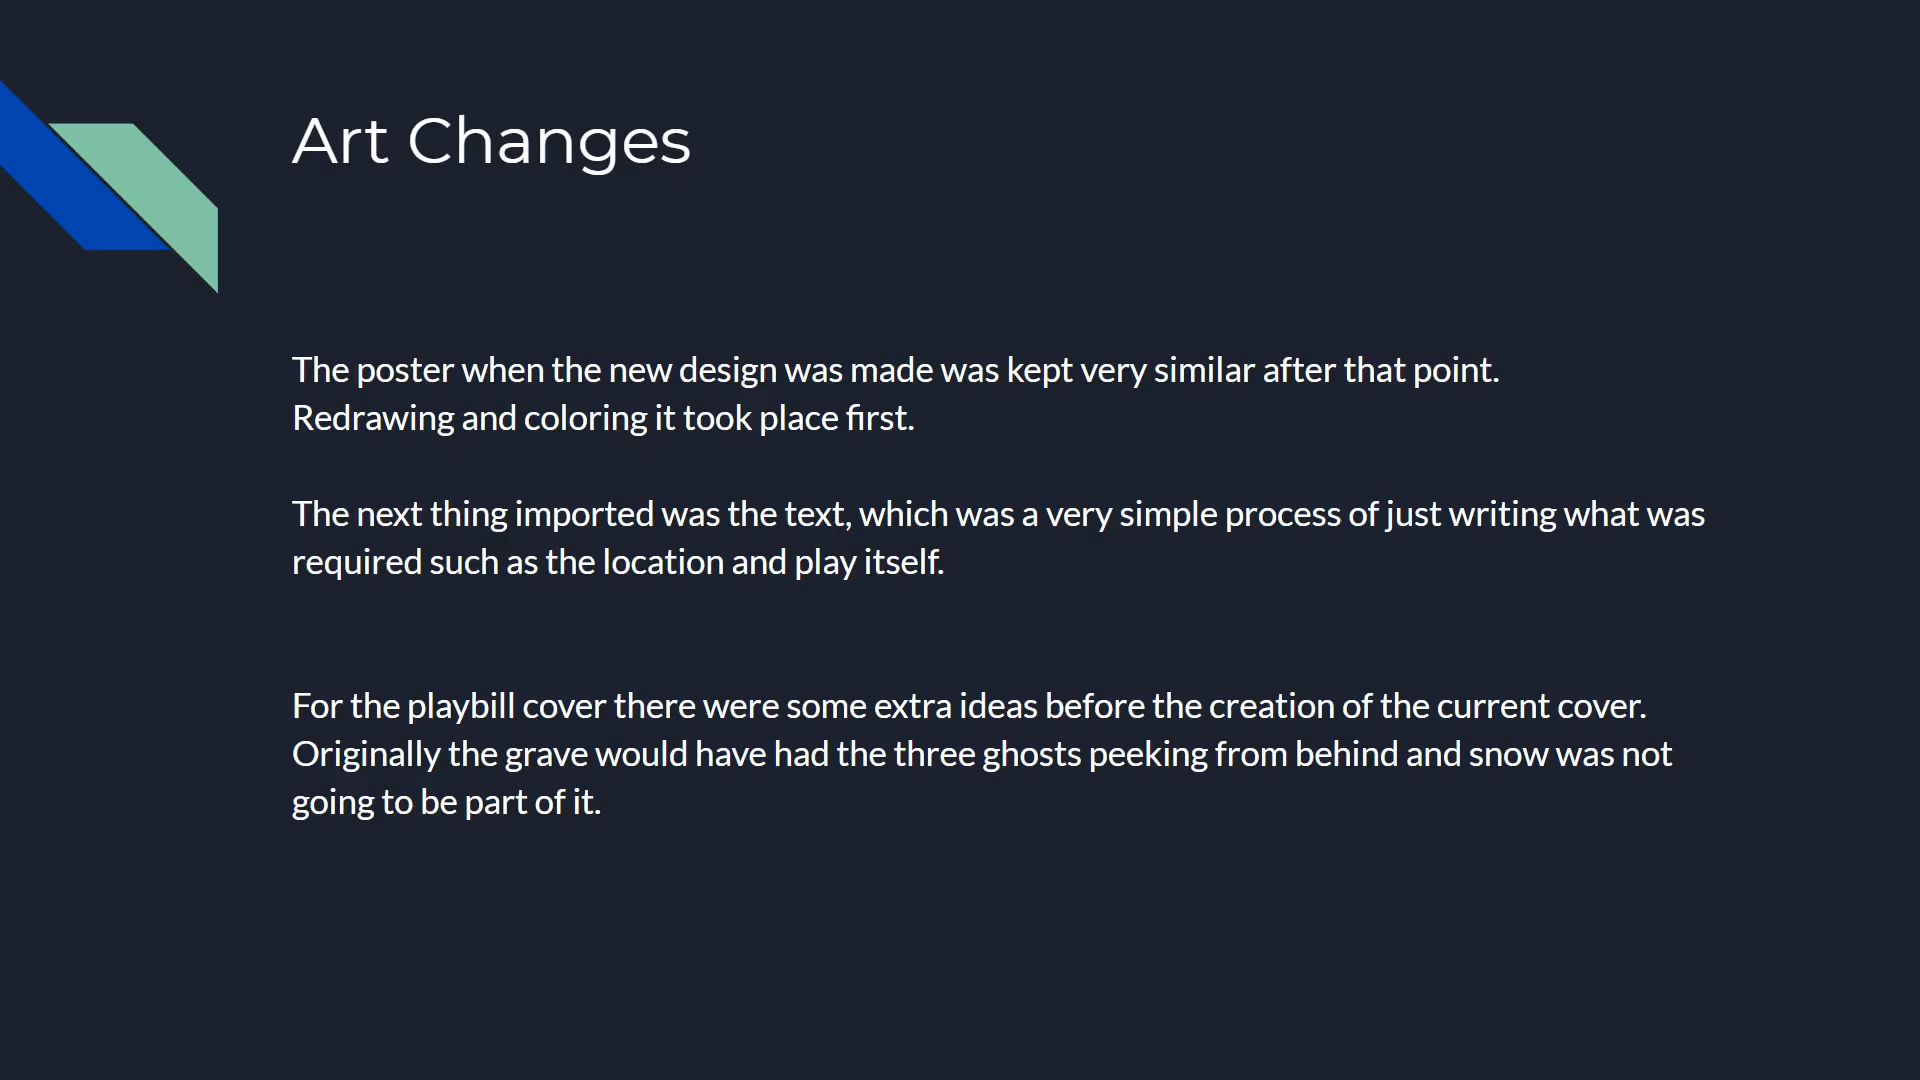 Art Changes
The poster when the new design was made was kept very similar after that point.
Redrawing and coloring it took place first.
The next thing imported was the text, which was a very simple process of just writing what was
required such as the location and play itself.
For the playbill cover there were some extra ideas before the creation of the current cover.
Originally the grave would have had the three ghosts peeking from behind and snow was not
going to be part of it.